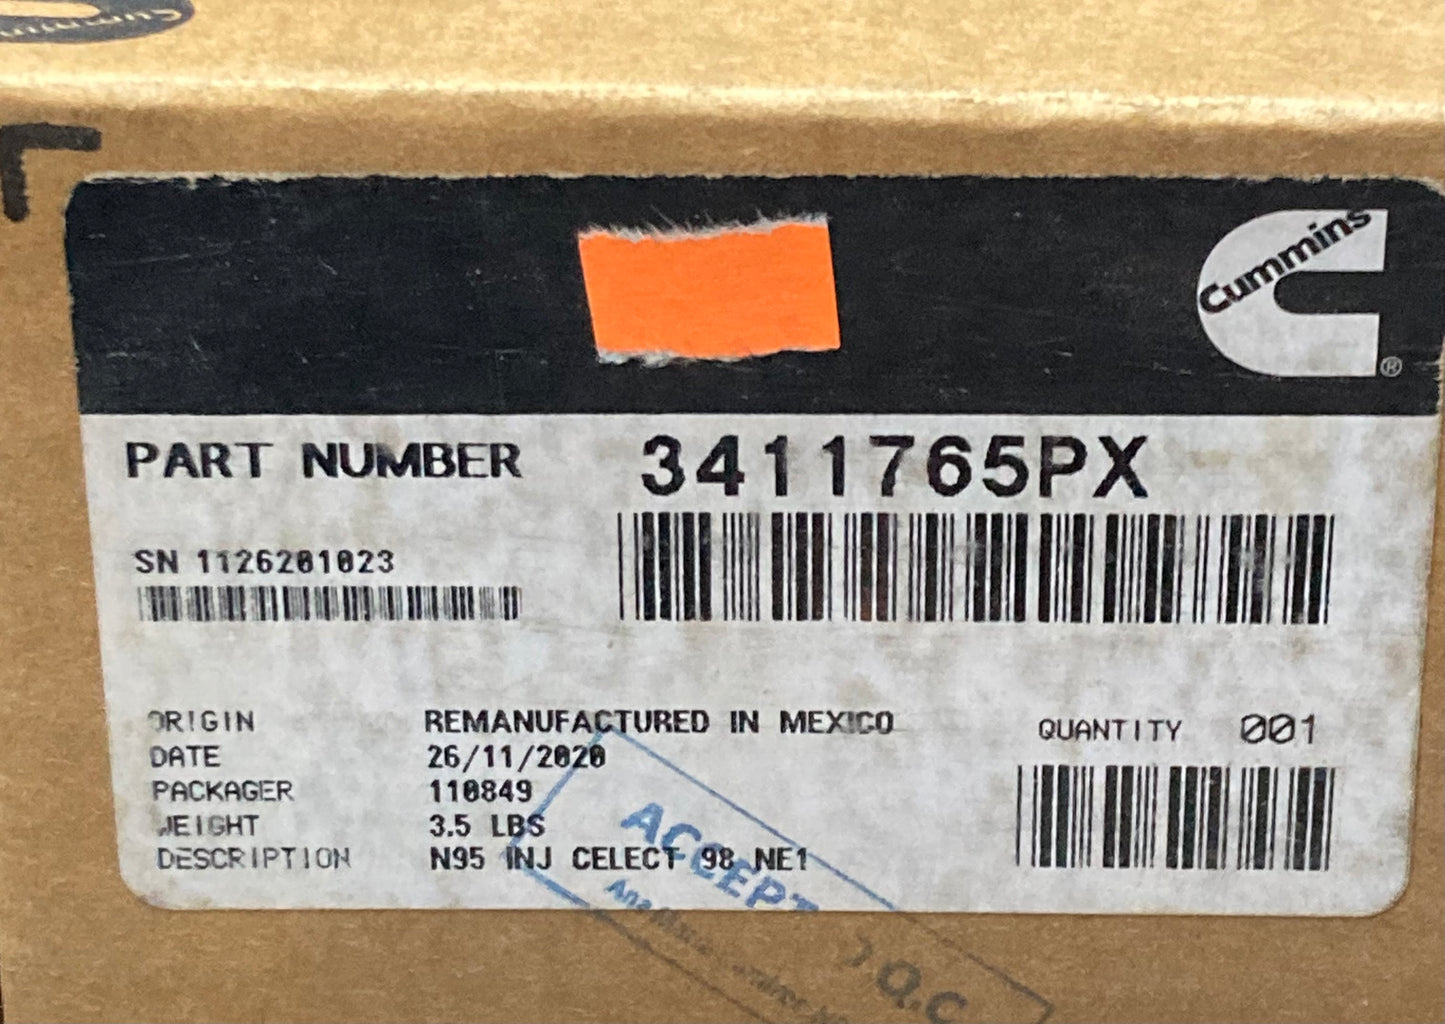 Cummins
Cummins
®
PART NUMBER 3411765PX
SN 1126201023
ORIGIN REMANUFACTURED IN MEXICO
DATE 26/11/2020
PACKAGER 110849
WEIGHT 3.5 LBS
DESCRIPTION N95 INJ CELECT 98 NE1
QUANTITY 001
ACCEPT
Q.C